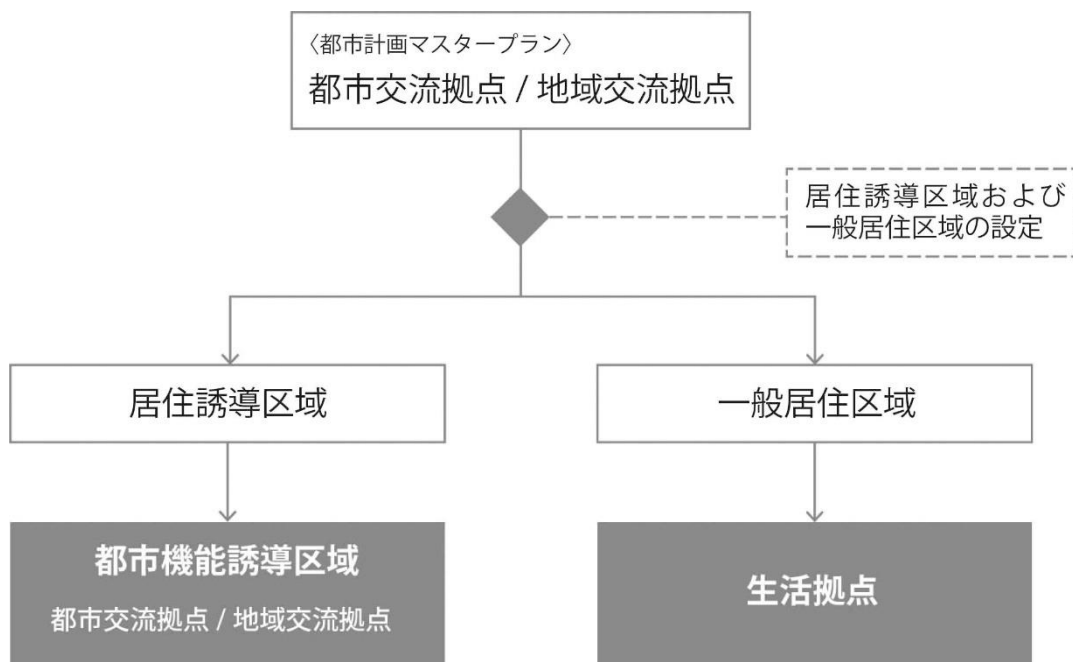 〈都市計画マスタープラン〉
都市交流拠点 / 地域交流拠点
居住誘導区域および
一般居住区域の設定
居住誘導区域
一般居住区域
都市機能誘導区域
都市交流拠点 / 地域交流拠点
生活拠点